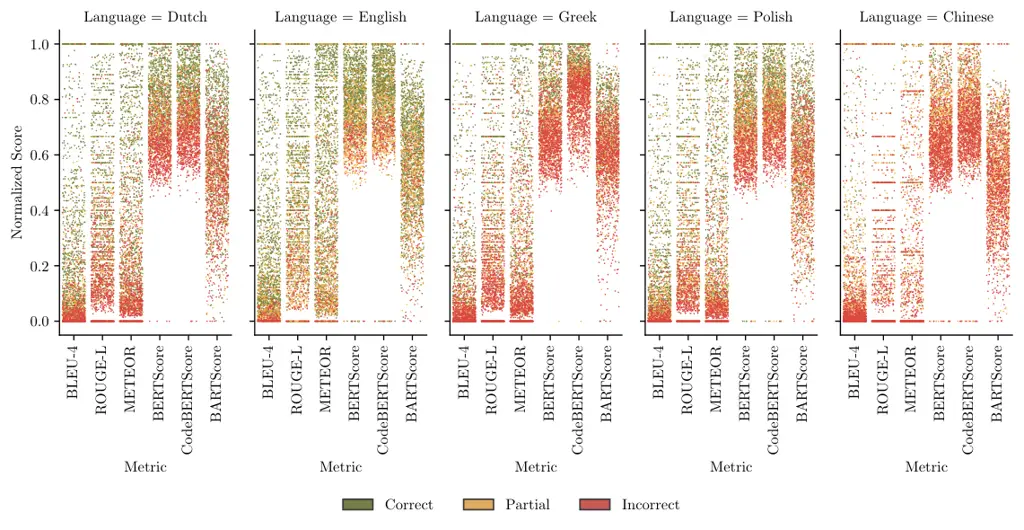 Language = Dutch
Language = English
Language = Greek
Language = Polish
Language = Chinese
Normalized Score
1.0
0.8
0.6
0.4
0.2
0.0
BLEU-4
ROUGE-L
METEOR
BERTScore
CodeBERTScore
BARTScore
BLEU-4
ROUGE-L
METEOR
BERTScore
CodeBERTScore
BARTScore
BLEU-4
ROUGE-L
METEOR
BERTScore
CodeBERTScore
BARTScore
BLEU-4
ROUGE-L
METEOR
BERTScore
CodeBERTScore
BARTScore
BLEU-4
ROUGE-L
METEOR
BERTScore
CodeBERTScore
BARTScore
Metric
Metric
Metric
Metric
Metric
Correct
Partial
Incorrect